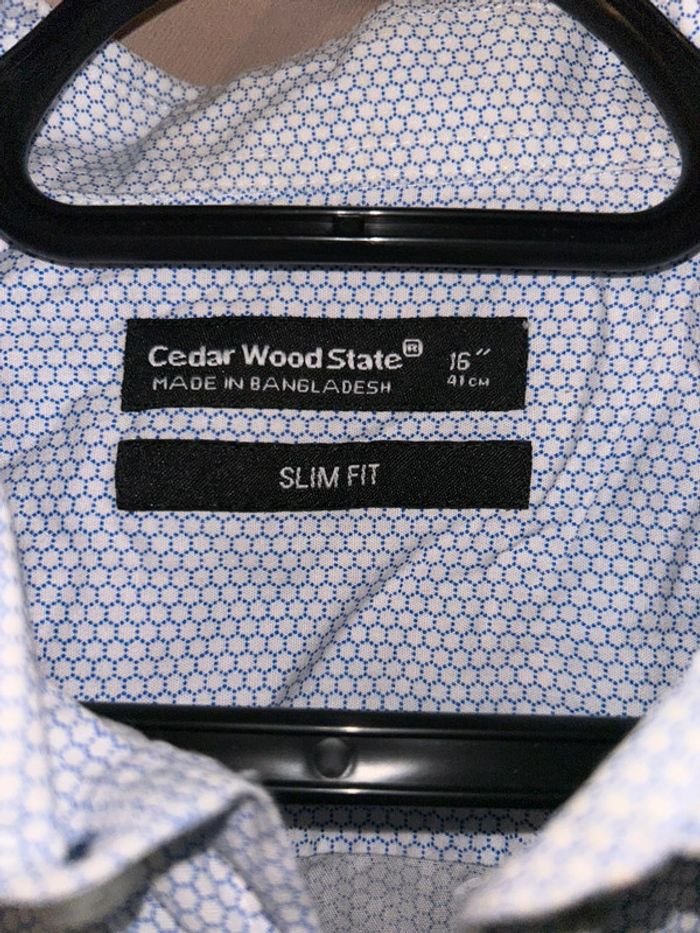 Cedar Wood State® 16"
MADE IN BANGLADESH 41 CM
SLIM FIT